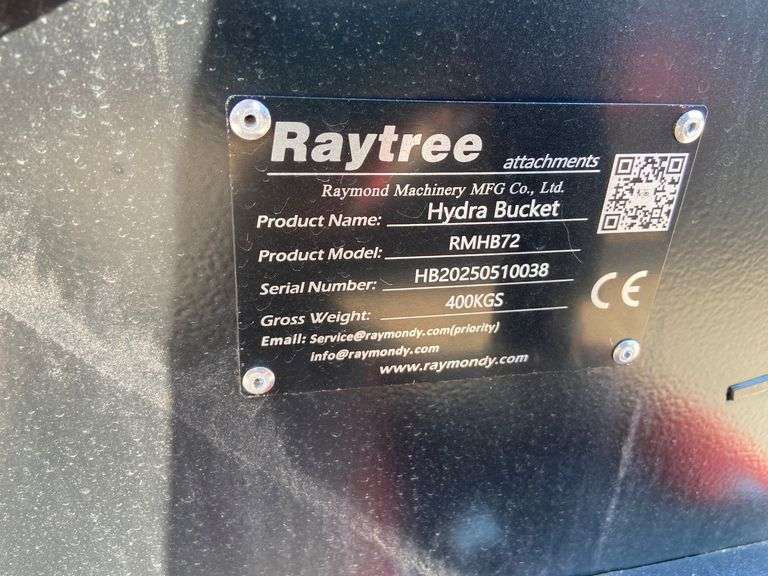 Raytree attachments
Raymond Machinery MFG Co., Ltd.
Product Name: Hydra Bucket
Product Model: RMHB72
Serial Number: HB20250510038
Gross Weight: 400KGS
CE
Email: Service@raymondy.com(priority)
info@raymondy.com
www.raymondy.com